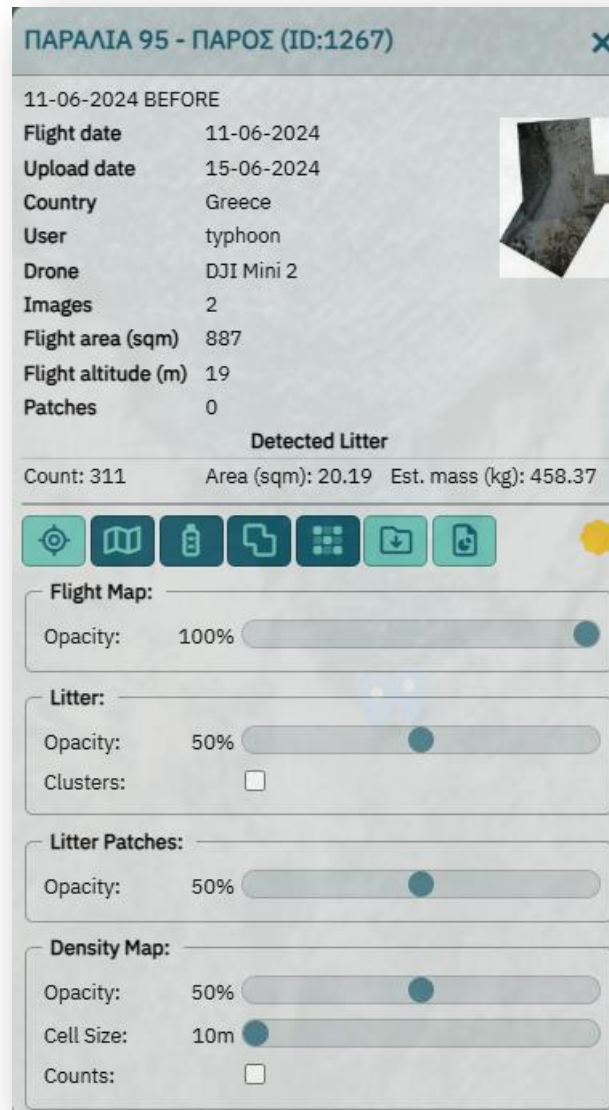 ΠΑΡΑΛΙΑ 95 - ΠΑΡΟΣ (ID:1267)
11-06-2024 BEFORE
Flight date 11-06-2024
Upload date 15-06-2024
Country Greece
User typhoon
Drone DJI Mini 2
Images 2
Flight area (sqm) 887
Flight altitude (m) 19
Patches 0
Detected Litter
Count: 311 Area (sqm): 20.19 Est. mass (kg): 458.37
Flight Map:
Opacity: 100%
Litter:
Opacity: 50%
Clusters:
Litter Patches:
Opacity: 50%
Density Map:
Opacity: 50%
Cell Size: 10m
Counts: